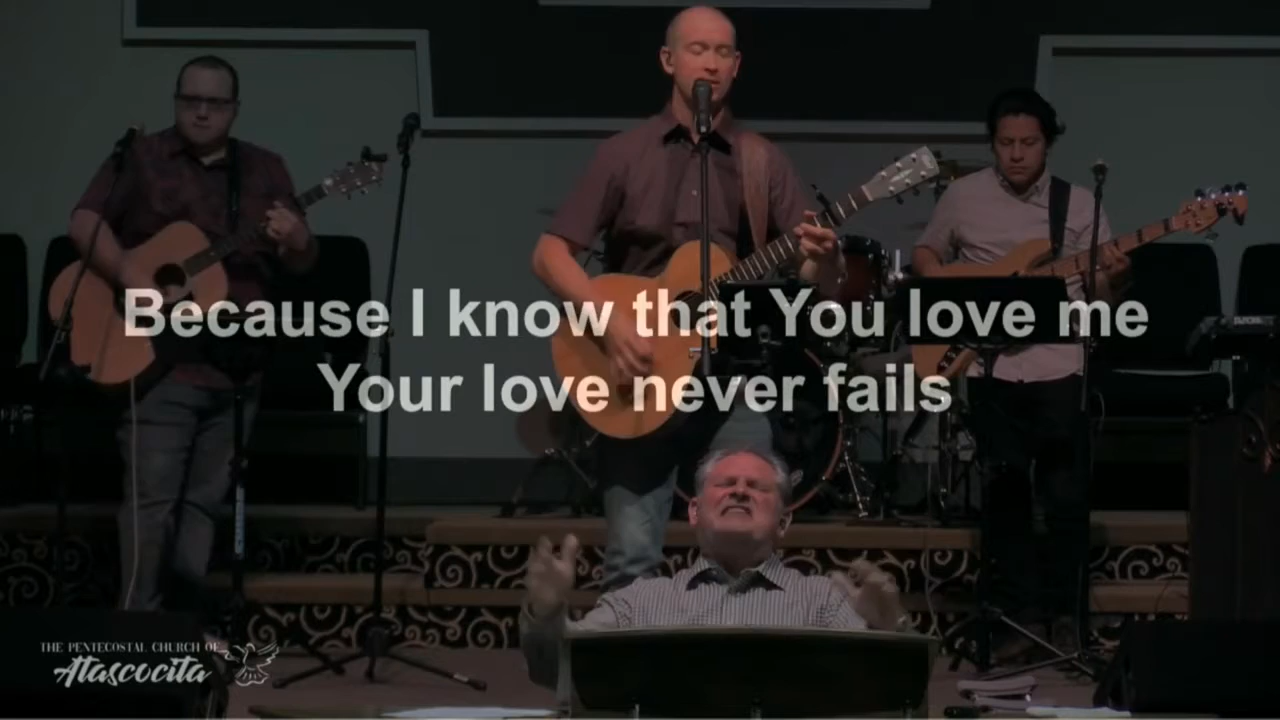 Because I know that You love me
Your love never fails
THE PENTECOSTAL CHURCH OF
Atascocita